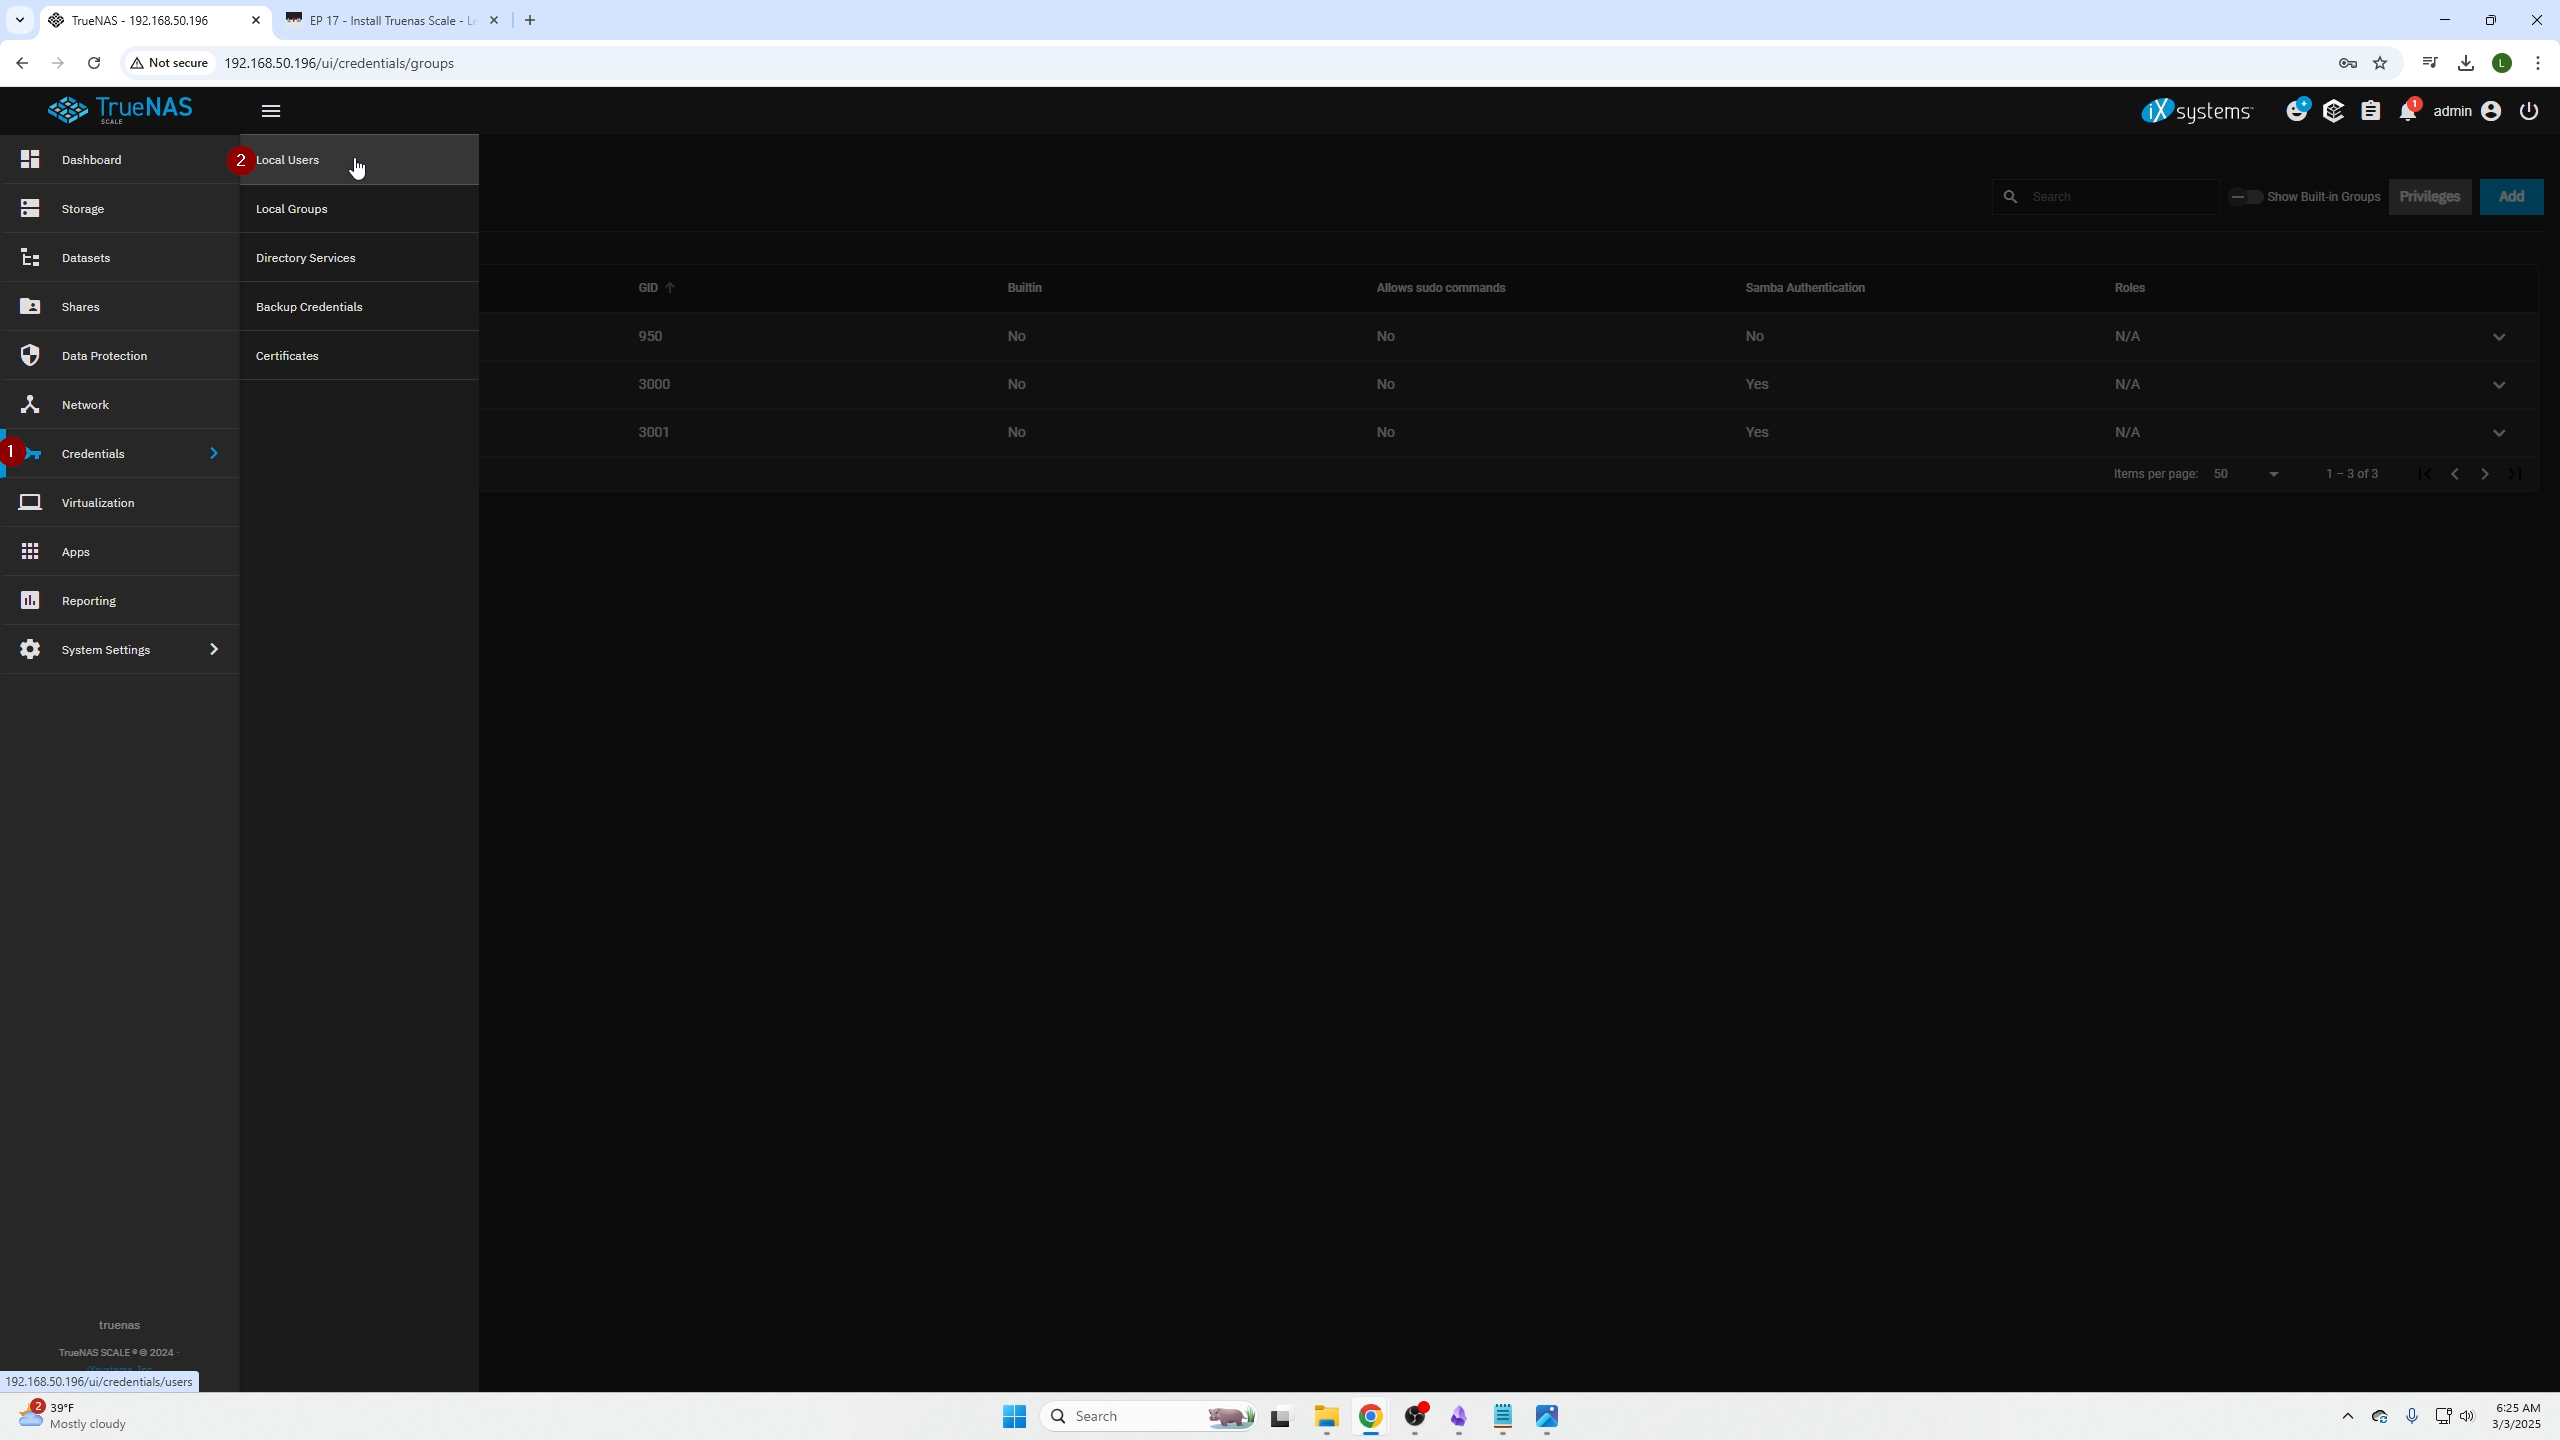 TrueNAS - 192.168.50.196
EP 17 - Install Truenas Scale - Le
Not secure
192.168.50.196/ui/credentials/groups
L
TrueNAS
SCALE
iXsystems
1
admin
Dashboard
Storage
Datasets
Shares
Data Protection
Network
1
Credentials
Virtualization
Apps
Reporting
System Settings
2
Local Users
Local Groups
Directory Services
Backup Credentials
Certificates
Search
Show Built-in Groups
Privileges
Add
GID Builtin Allows sudo commands Samba Authentication Roles
950 No No No N/A
3000 No No Yes N/A
3001 No No Yes N/A
Items per page: 50 1 – 3 of 3
truenas
TrueNAS SCALE ® © 2024 -
iXsystems, Inc.
192.168.50.196/ui/credentials/users
2
39°F
Mostly cloudy
Search
6:25 AM
3/3/2025